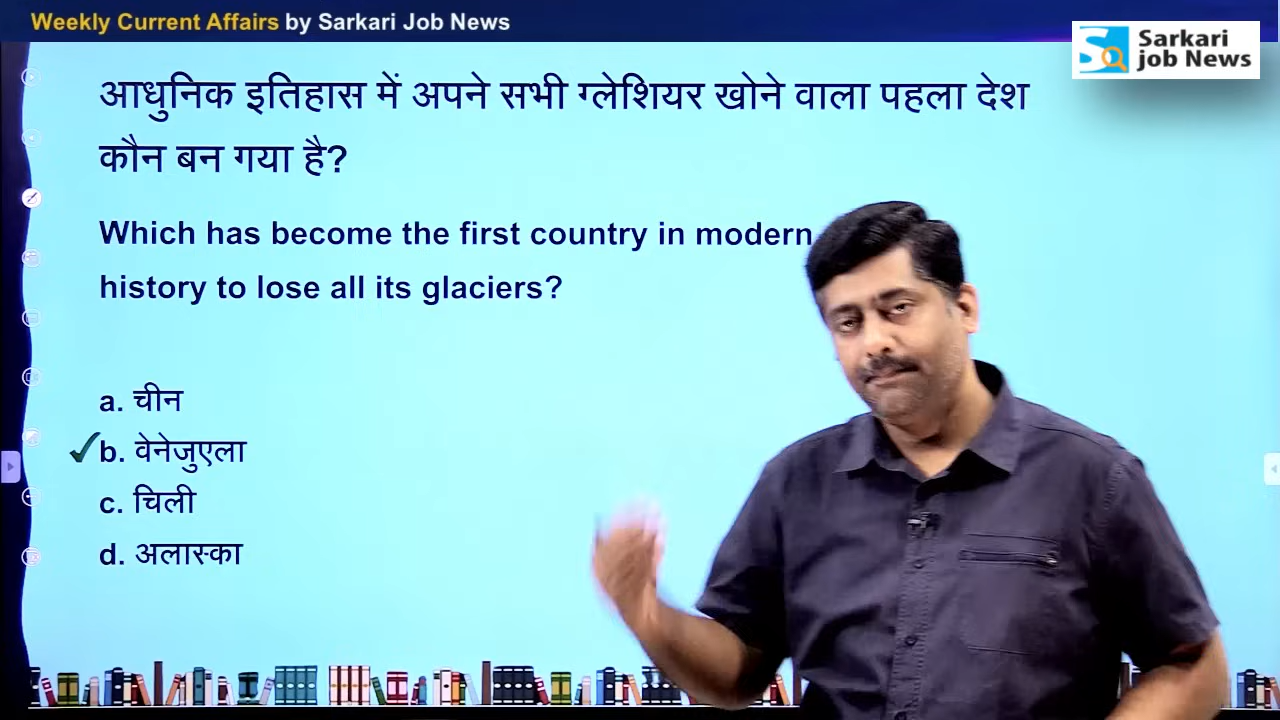 Weekly Current Affairs by Sarkari Job News
Sarkari
job News
आधुनिक इतिहास में अपने सभी ग्लेशियर खोने वाला पहला देश
कौन बन गया है?
Which has become the first country in modern
history to lose all its glaciers?
a. चीन
b. वेनेजुएला
c. चिली
d. अलास्का